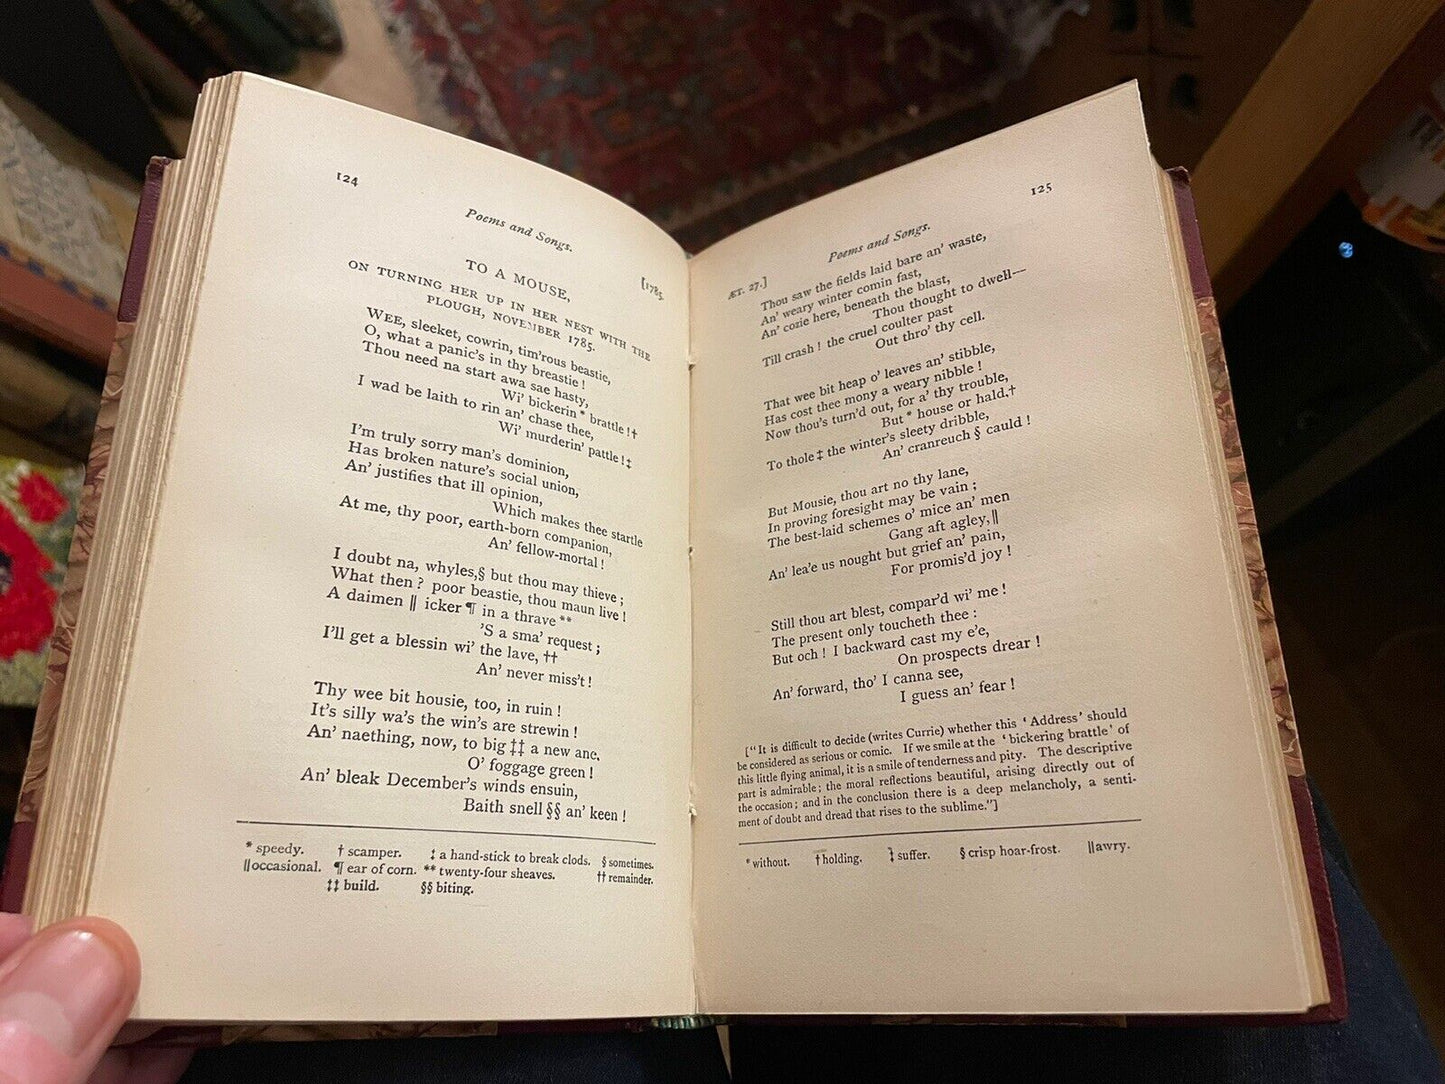 124
Poems and Songs.
[1785.
TO A MOUSE,
ON TURNING HER UP IN HER NEST WITH THE
PLOUGH, NOVEMBER 1785.
WEE, sleeket, cowrin, tim'rous beastie,
O, what a panic's in thy breastie!
Thou need na start awa sae hasty,
Wi' bickerin * brattle!†
I wad be laith to rin an' chase thee,
Wi' murderin' pattle!‡
I'm truly sorry man's dominion,
Has broken nature's social union,
An' justifies that ill opinion,
Which makes thee startle
At me, thy poor, earth-born companion,
An' fellow-mortal!
I doubt na, whyles,§ but thou may thieve;
What then? poor beastie, thou maun live!
A daimen ‖ icker ¶ in a thrave **
'S a sma' request;
I'll get a blessin wi' the lave, ††
An' never miss't!
Thy wee bit housie, too, in ruin!
It's silly wa's the win's are strewin!
An' naething, now, to big ‡‡ a new ane,
O' foggage green!
An' bleak December's winds ensuin,
Baith snell §§ an' keen!
* speedy. † scamper. ‡ a hand-stick to break clods. § sometimes.
‖ occasional. ¶ ear of corn. ** twenty-four sheaves. †† remainder.
‡‡ build. §§ biting.
125
Poems and Songs.
ÆT. 27.]
Thou saw the fields laid bare an' waste,
An' weary winter comin fast,
An' cozie here, beneath the blast,
Thou thought to dwell—
Till crash! the cruel coulter past
Out thro' thy cell.
That wee bit heap o' leaves an' stibble,
Has cost thee mony a weary nibble!
Now thou's turn'd out, for a' thy trouble,
But * house or hald,†
To thole ‡ the winter's sleety dribble,
An' cranreuch § cauld!
But Mousie, thou art no thy lane,
In proving foresight may be vain;
The best-laid schemes o' mice an' men
Gang aft agley,‖
An' lea'e us nought but grief an' pain,
For promis'd joy!
Still thou art blest, compar'd wi' me!
The present only toucheth thee:
But och! I backward cast my e'e,
On prospects drear!
An' forward, tho' I canna see,
I guess an' fear!
["It is difficult to decide (writes Currie) whether this 'Address' should
be considered as serious or comic. If we smile at the 'bickering brattle' of
this little flying animal, it is a smile of tenderness and pity. The descriptive
part is admirable; the moral reflections beautiful, arising directly out of
the occasion; and in the conclusion there is a deep melancholy, a senti-
ment of doubt and dread that rises to the sublime."]
* without. † holding. ‡ suffer. § crisp hoar-frost. ‖ awry.